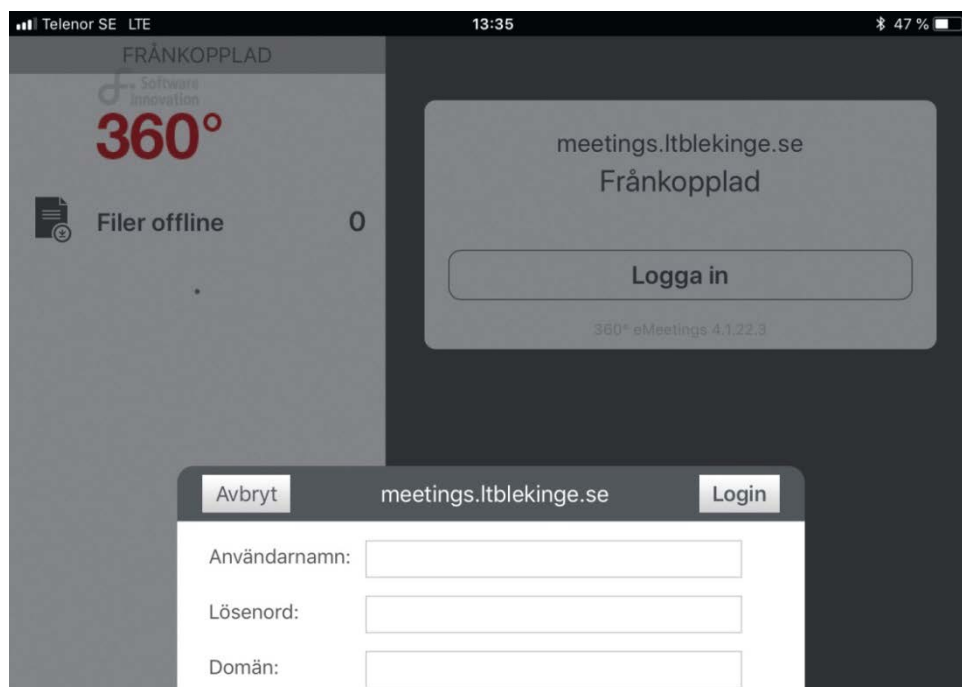 Telenor SE LTE
13:35
47 %
FRÅNKOPPLAD
Software
Innovation
360°
Filer offline 0
meetings.ltblekinge.se
Frånkopplad
Logga in
360° eMeetings 4.1.22.3
Avbryt
meetings.ltblekinge.se
Login
Användarnamn:
Lösenord:
Domän: